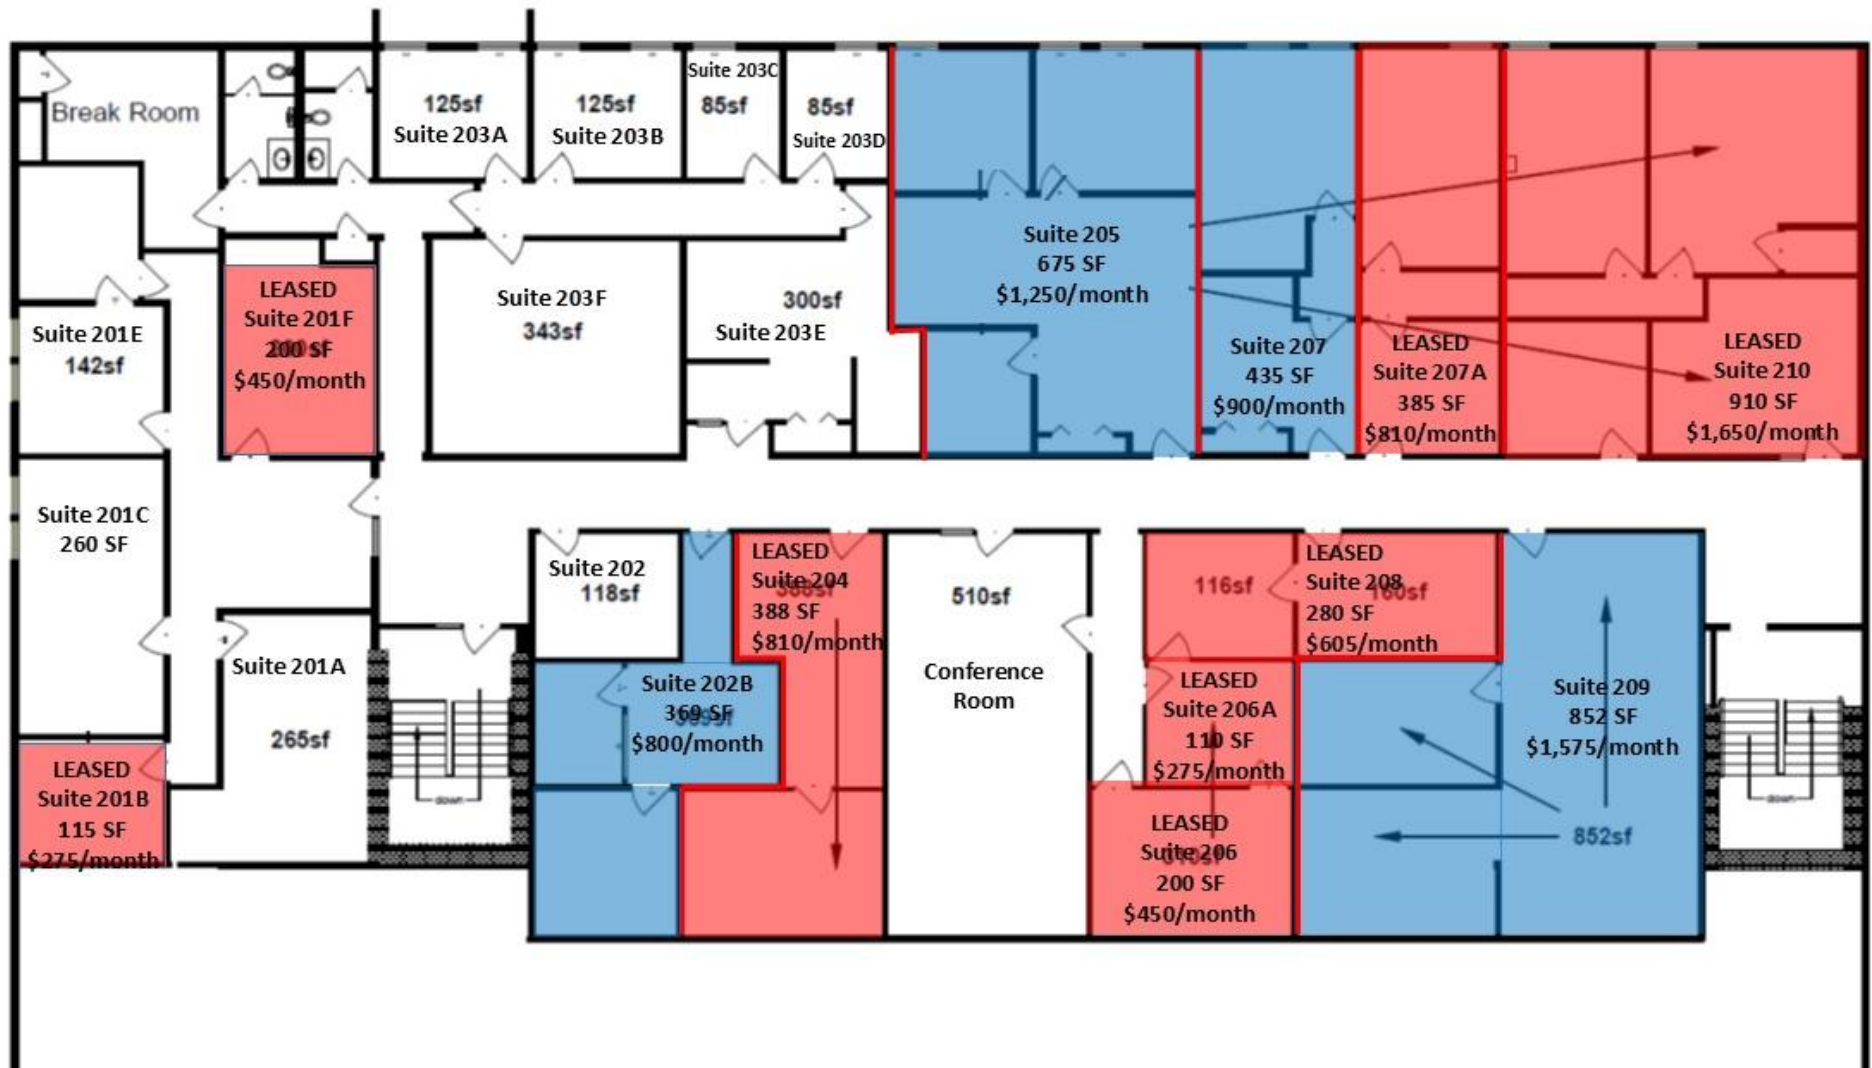 Break Room
125sf
Suite 203A
125sf
Suite 203B
Suite 203C
85sf
85sf
Suite 203D
Suite 205
675 SF
$1,250/month
Suite 207
435 SF
$900/month
LEASED
Suite 207A
385 SF
$810/month
LEASED
Suite 210
910 SF
$1,650/month
Suite 201E
142sf
LEASED
Suite 201F
200 SF
$450/month
Suite 203F
343sf
300sf
Suite 203E
Suite 201C
260 SF
Suite 201A
265sf
LEASED
Suite 201B
115 SF
$275/month
down
Suite 202
118sf
Suite 202B
369 SF
369sf
$800/month
LEASED
Suite 204
388sf
388 SF
$810/month
510sf
Conference
Room
116sf
LEASED
Suite 208
160sf
280 SF
$605/month
LEASED
Suite 206A
110 SF
$275/month
LEASED
Suite 206
200 SF
$450/month
Suite 209
852 SF
$1,575/month
852sf
down